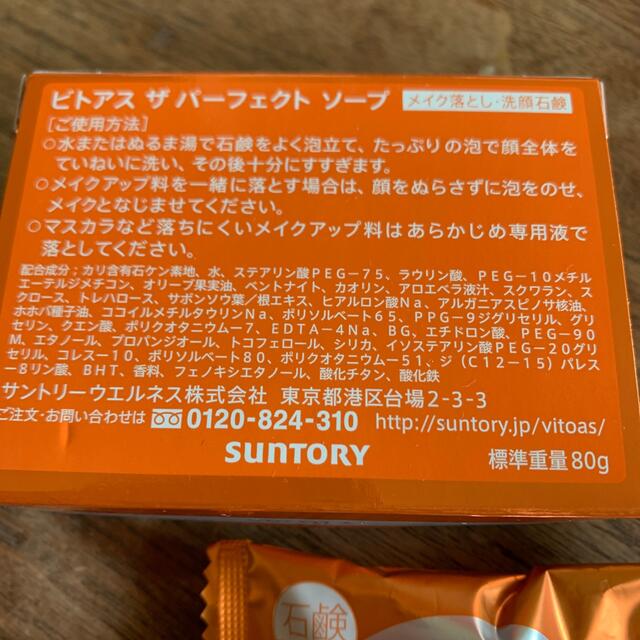 ビトアス ザ パーフェクト ソープ メイク落とし・洗顔石鹸
[ご使用方法]
○水またはぬるま湯で石鹸をよく泡立て、たっぷりの泡で顔全体を
ていねいに洗い、その後十分にすすぎます。
○メイクアップ料を一緒に落とす場合は、顔をぬらさずに泡をのせ、
メイクとなじませてください。
○マスカラなど落ちにくいメイクアップ料はあらかじめ専用液で
落としてください。
配合成分；カリ含有石ケン素地、水、ステアリン酸PEG－75、ラウリン酸、PEG－10メチル
エーテルジメチコン、オリーブ果実油、ベントナイト、カオリン、アロエベラ液汁、スクワラン、ス
クロース、トレハロース、サボンソウ葉／根エキス、ヒアルロン酸Na、アルガニアスピノサ核油、
ホホバ種子油、ココイルメチルタウリンNa、ポリソルベート65、PPG－9ジグリセリル、グリ
セリン、クエン酸、ポリクオタニウム－7、EDTA－4Na、BG、エチドロン酸、PEG－90
M、エタノール、プロパンジオール、トコフェロール、シリカ、イソステアリン酸PEG－20グリ
セリル、コレスー10、ポリソルベート80、ポリクオタニウム－51、ジ（C12－15）パレス
－8リン酸、BHT、香料、フェノキシエタノール、酸化チタン、酸化鉄
サントリーウエルネス株式会社 東京都港区台場2-3-3
ご注文・お問い合わせは 0120-824-310 http://suntory.jp/vitoas/
SUNTORY 標準重量80g
石鹸